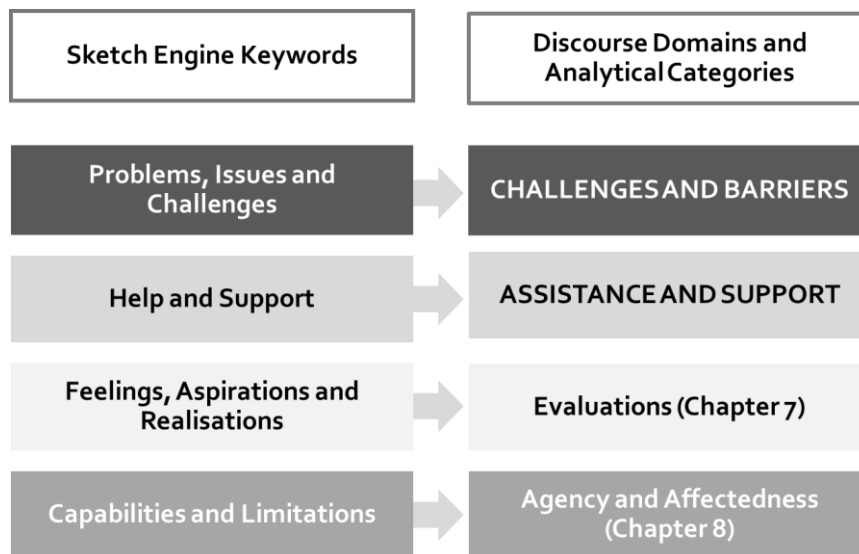 Sketch Engine Keywords
Discourse Domains and
Analytical Categories
Problems, Issues and
Challenges
CHALLENGES AND BARRIERS
Help and Support
ASSISTANCE AND SUPPORT
Feelings, Aspirations and
Realisations
Evaluations (Chapter 7)
Capabilities and Limitations
Agency and Affectedness
(Chapter 8)